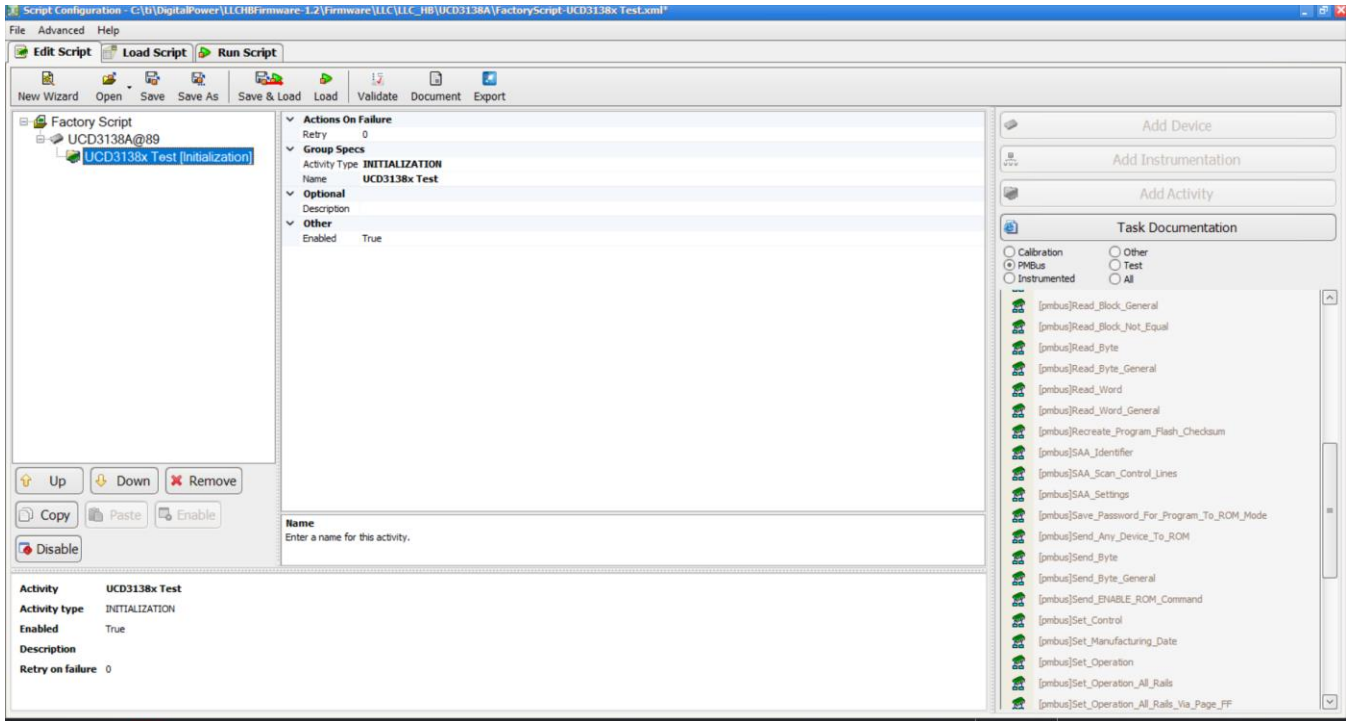 Script Configuration - C:\ti\DigitalPower\LLCHBFirmware-1.2\Firmware\LLC\LLC_HB\UCD3138A\FactoryScript-UCD3138x Test.xml*
File Advanced Help
Edit Script Load Script Run Script
New Wizard Open Save Save As Save & Load Load Validate Document Export
Factory Script
UCD3138A@89
UCD3138x Test [Initialization]
Up Down Remove
Copy Paste Enable
Disable
Actions On Failure
Retry 0
Group Specs
Activity Type INITIALIZATION
Name UCD3138x Test
Optional
Description
Other
Enabled True
Name
Enter a name for this activity.
Activity UCD3138x Test
Activity type INITIALIZATION
Enabled True
Description
Retry on failure 0
Add Device
Add Instrumentation
Add Activity
Task Documentation
Calibration Other
PMBus Test
Instrumented All
[pmbus]Read_Block_General
[pmbus]Read_Block_Not_Equal
[pmbus]Read_Byte
[pmbus]Read_Byte_General
[pmbus]Read_Word
[pmbus]Read_Word_General
[pmbus]Recreate_Program_Flash_Checksum
[pmbus]SAA_Identifier
[pmbus]SAA_Scan_Control_Lines
[pmbus]SAA_Settings
[pmbus]Save_Password_For_Program_To_ROM_Mode
[pmbus]Send_Any_Device_To_ROM
[pmbus]Send_Byte
[pmbus]Send_Byte_General
[pmbus]Send_ENABLE_ROM_Command
[pmbus]Set_Control
[pmbus]Set_Manufacturing_Date
[pmbus]Set_Operation
[pmbus]Set_Operation_All_Rails
[pmbus]Set_Operation_All_Rails_Via_Page_FF